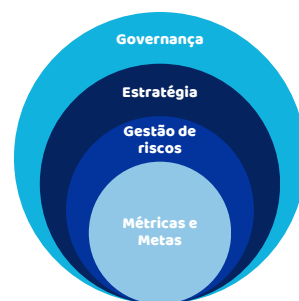 Governança
Estratégia
Gestão de
riscos
Métricas e
Metas